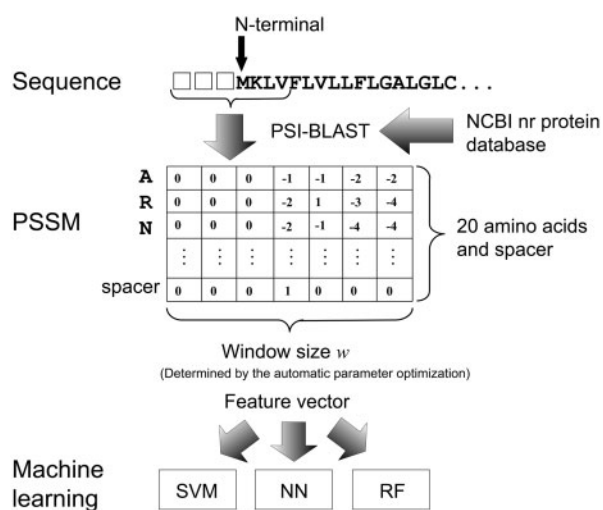 N-terminal
Sequence □□□MKLVFLVLLFLGALGLC...
PSI-BLAST
NCBI nr protein
database
PSSM
A 0 0 0 -1 -1 -2 -2
R 0 0 0 -2 1 -3 -4
N 0 0 0 -2 -1 -4 -4
⋮ ⋮ ⋮ ⋮ ⋮ ⋮ ⋮
spacer 0 0 0 1 0 0 0
20 amino acids
and spacer
Window size w
(Determined by the automatic parameter optimization)
Feature vector
Machine
learning
SVM NN RF